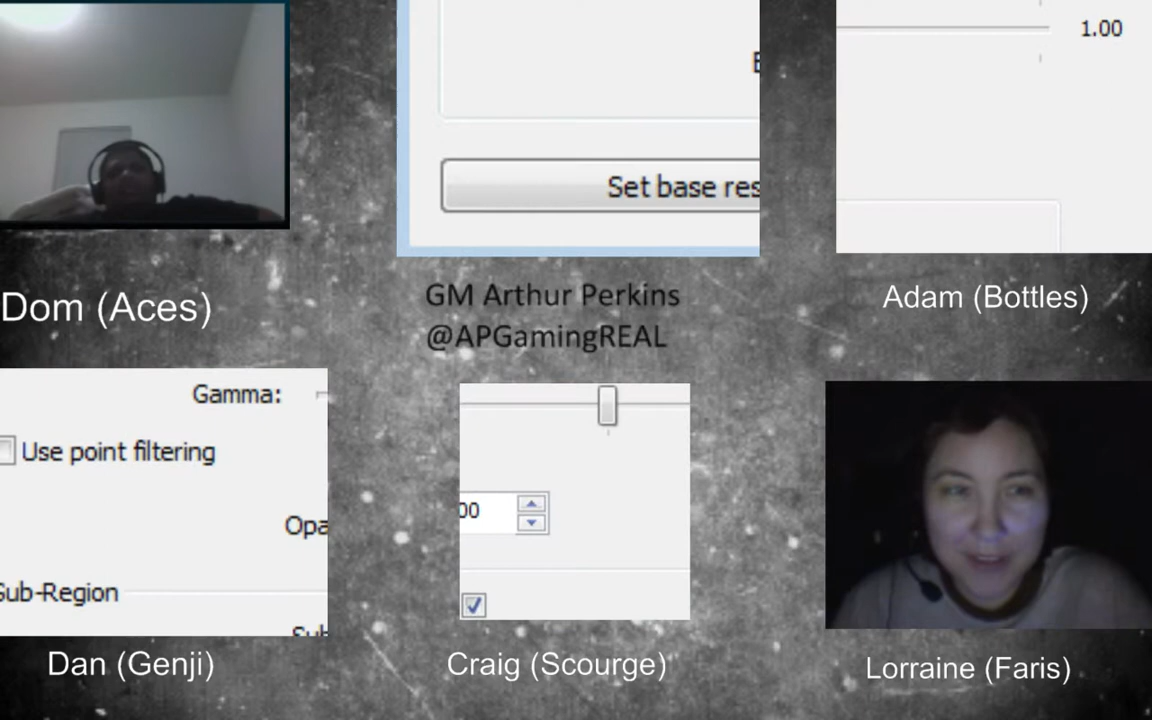 1.00
Set base res
Dom (Aces)
GM Arthur Perkins
@APGamingREAL
Adam (Bottles)
Gamma:
Use point filtering
Opa
Sub-Region
00
Dan (Genji)
Craig (Scourge)
Lorraine (Faris)